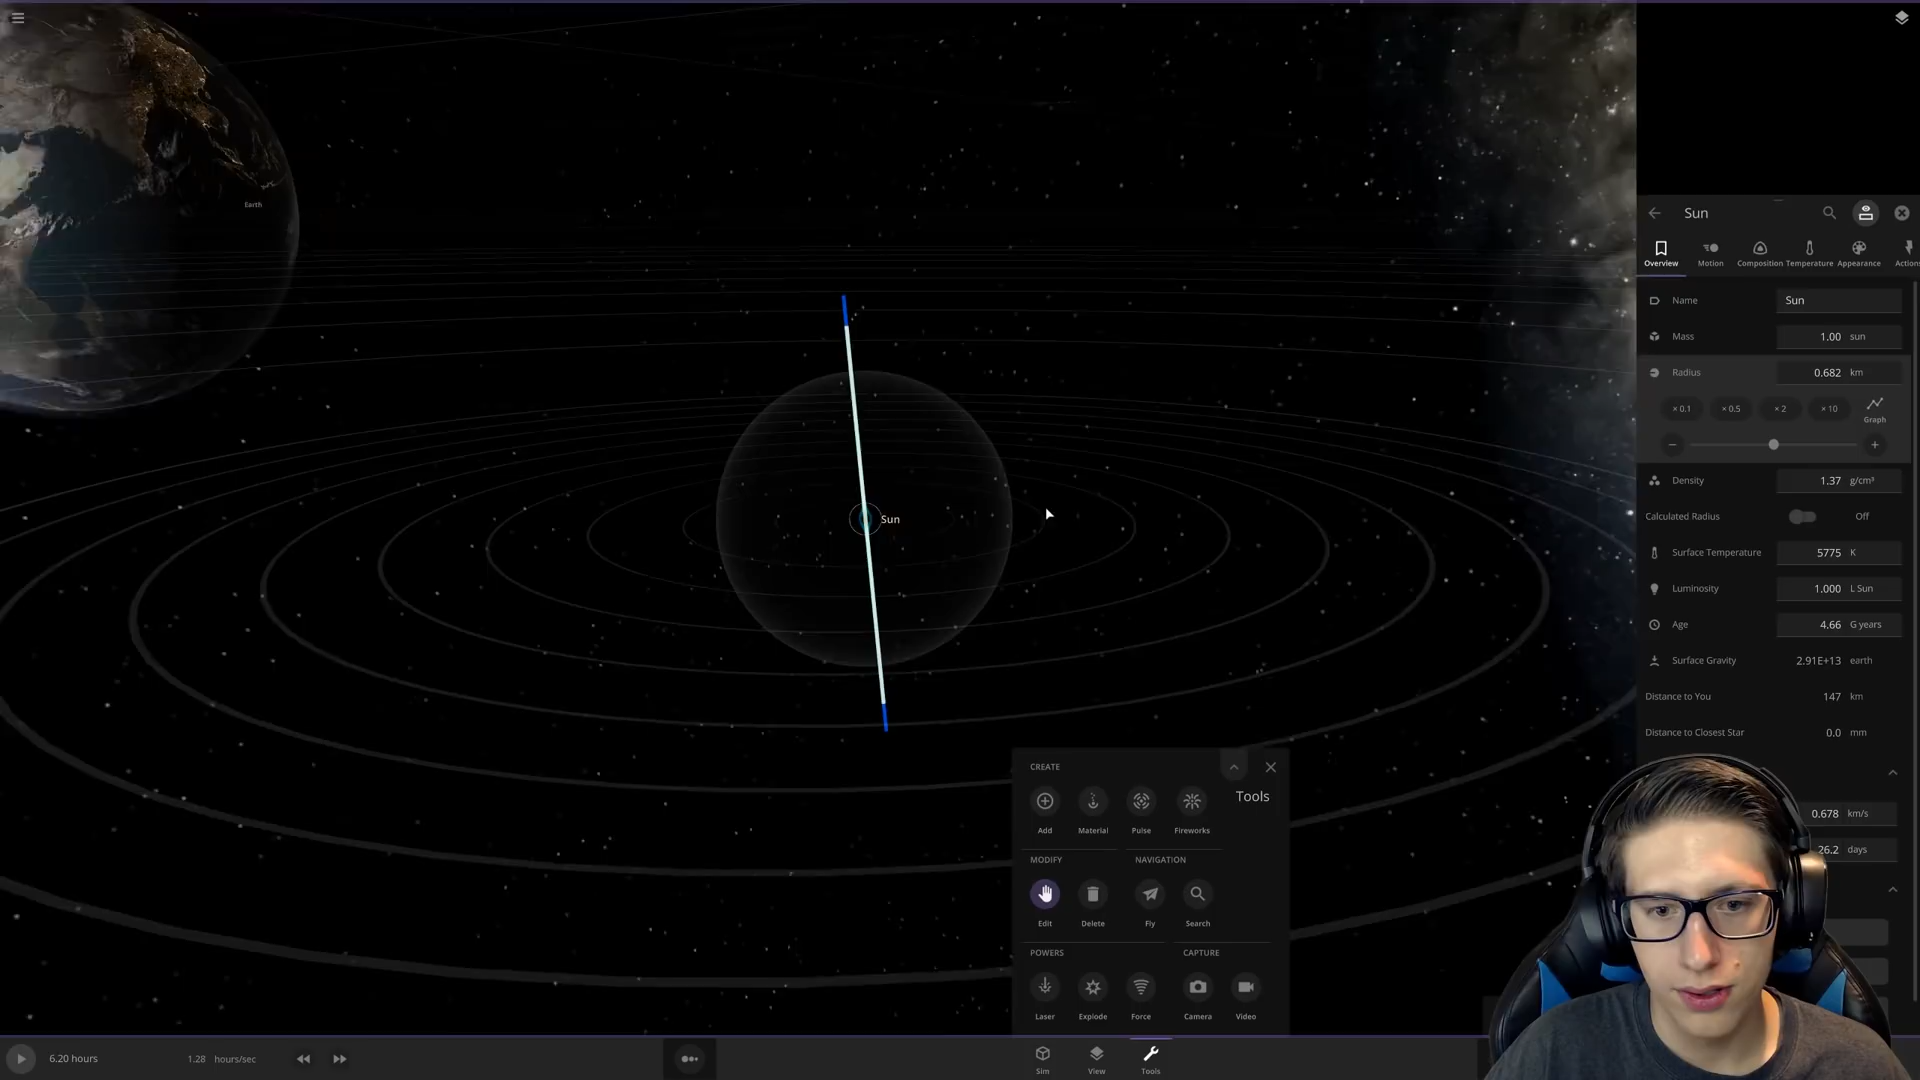 Earth
Sun
Sun
Overview
Motion
Composition
Temperature
Appearance
Actions
Name
Sun
Mass
1.00 sun
Radius
0.682 km
× 0.1
× 0.5
× 2
× 10
Graph
Density
1.37 g/cm³
Calculated Radius
Off
Surface Temperature
5775 K
Luminosity
1.000 L Sun
Age
4.66 G years
Surface Gravity
2.91E+13 earth
Distance to You
147 km
Distance to Closest Star
0.0 mm
0.678 km/s
26.2 days
CREATE
Tools
Add
Material
Pulse
Fireworks
MODIFY
NAVIGATION
Edit
Delete
Fly
Search
POWERS
CAPTURE
Laser
Explode
Force
Camera
Video
6.20 hours
1.28 hours/sec
Sim
View
Tools